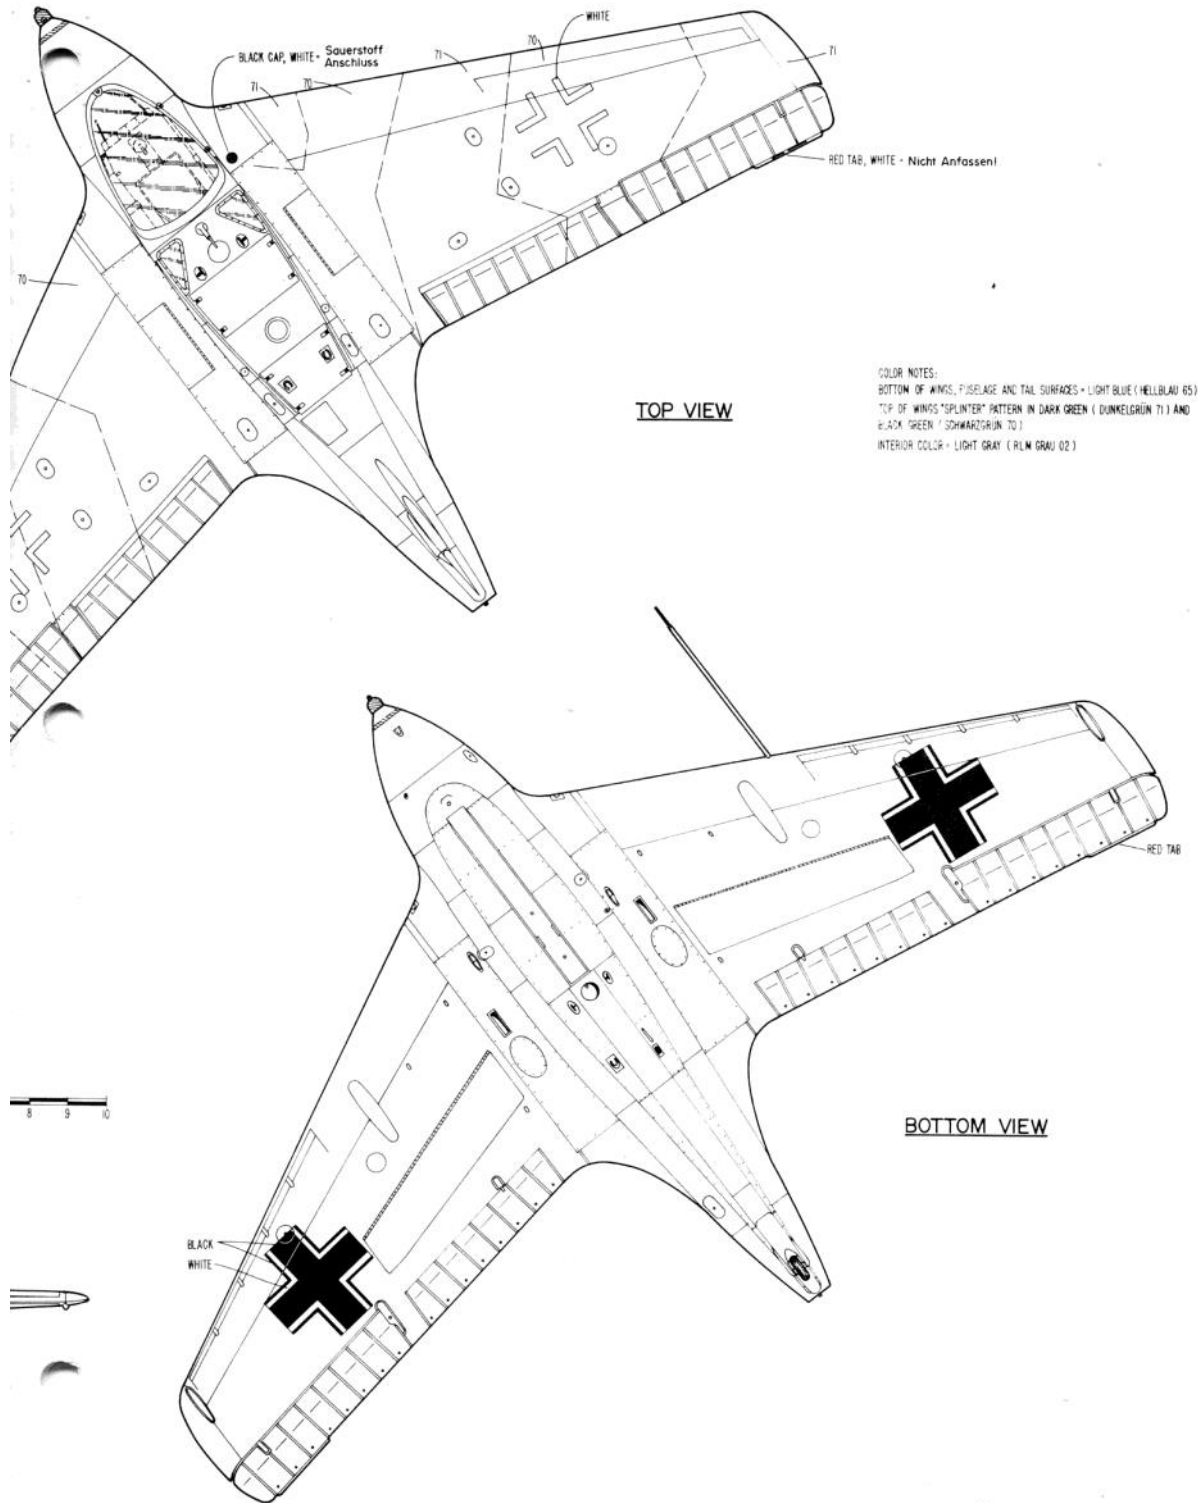 WHITE
BLACK CAP, WHITE - Sauerstoff
Anschluss
71
70
71
70
71
RED TAB, WHITE - Nicht Anfassen!
70
COLOR NOTES:
BOTTOM OF WINGS, FUSELAGE AND TAIL SURFACES - LIGHT BLUE (HELLBLAU 65)
TOP OF WINGS "SPLINTER" PATTERN IN DARK GREEN ( DUNKELGRÜN 71 ) AND
BLACK GREEN ( SCHWARZGRÜN 70 )
INTERIOR COLOR - LIGHT GRAY ( RLM GRAU 02 )
TOP VIEW
RED TAB
8 9 10
BOTTOM VIEW
BLACK
WHITE